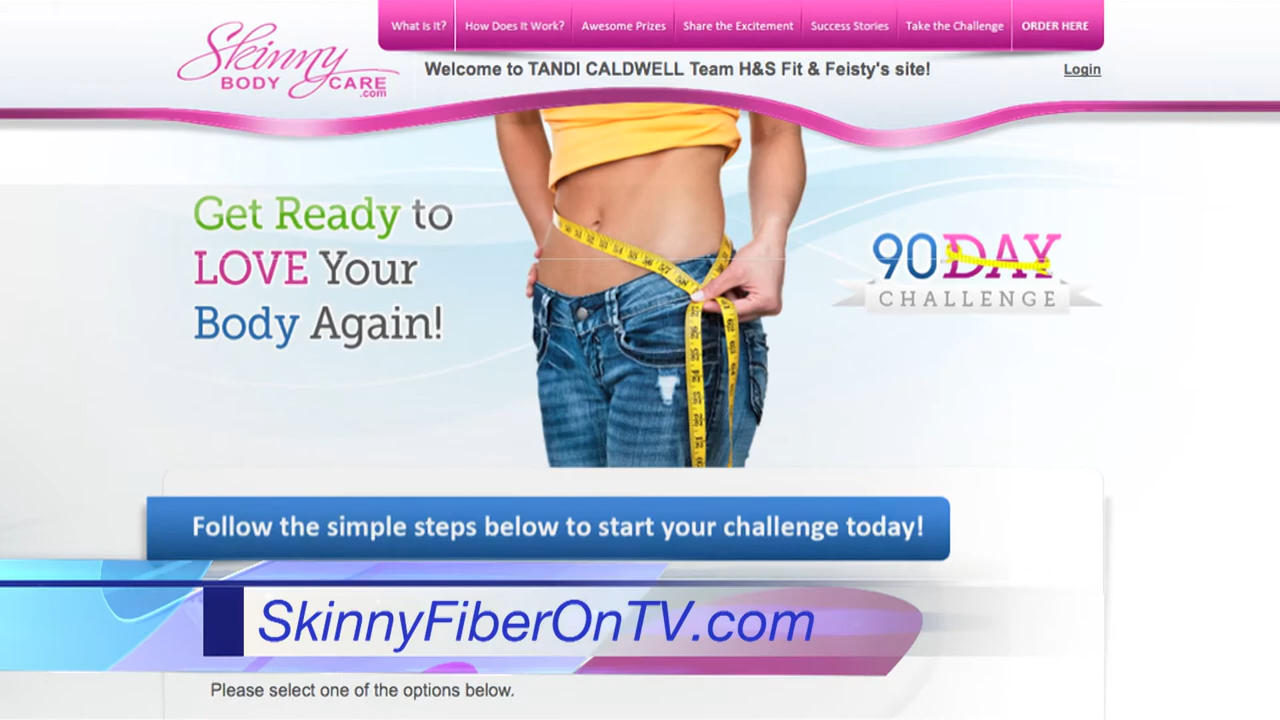 What Is It?
How Does It Work?
Awesome Prizes
Share the Excitement
Success Stories
Take the Challenge
ORDER HERE
Skinny
BODY CARE
.com
Welcome to TANDI CALDWELL Team H&S Fit & Feisty's site!
Login
Get Ready to
LOVE Your
Body Again!
90 DAY
CHALLENGE
Follow the simple steps below to start your challenge today!
SkinnyFiberOnTV.com
Please select one of the options below.